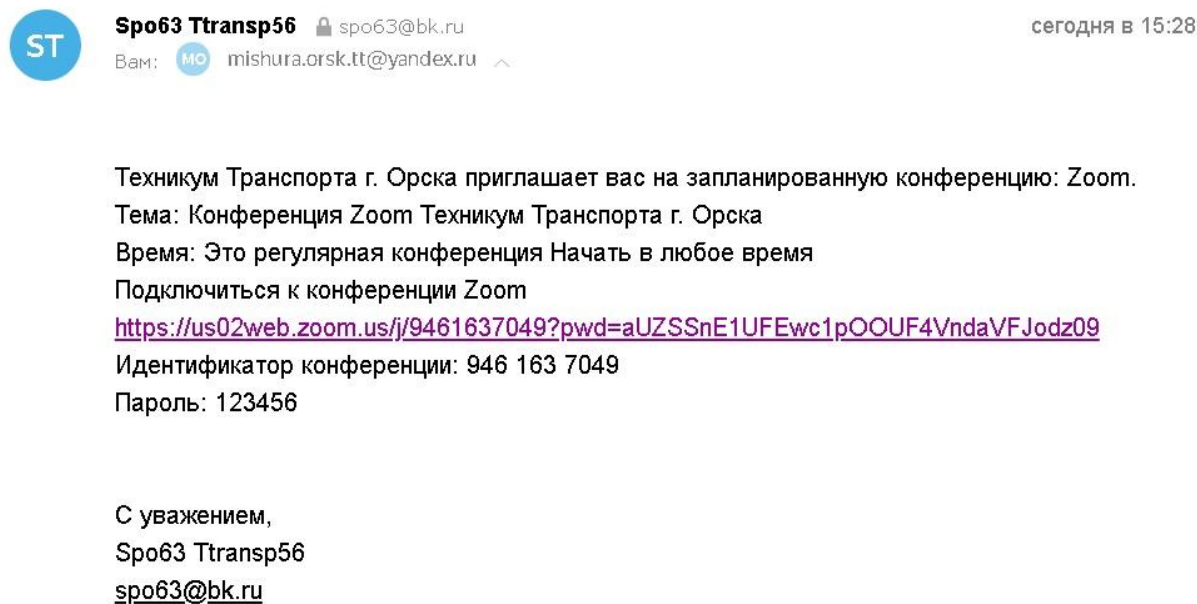 ST
Spo63 Ttransp56 spo63@bk.ru сегодня в 15:28
Вам: МО mishura.orsk.tt@yandex.ru
Техникум Транспорта г. Орска приглашает вас на запланированную конференцию: Zoom.
Тема: Конференция Zoom Техникум Транспорта г. Орска
Время: Это регулярная конференция Начать в любое время
Подключиться к конференции Zoom
https://us02web.zoom.us/j/9461637049?pwd=aUZSSnE1UFEwc1pOOUF4VndaVFJodz09
Идентификатор конференции: 946 163 7049
Пароль: 123456
С уважением,
Spo63 Ttransp56
spo63@bk.ru